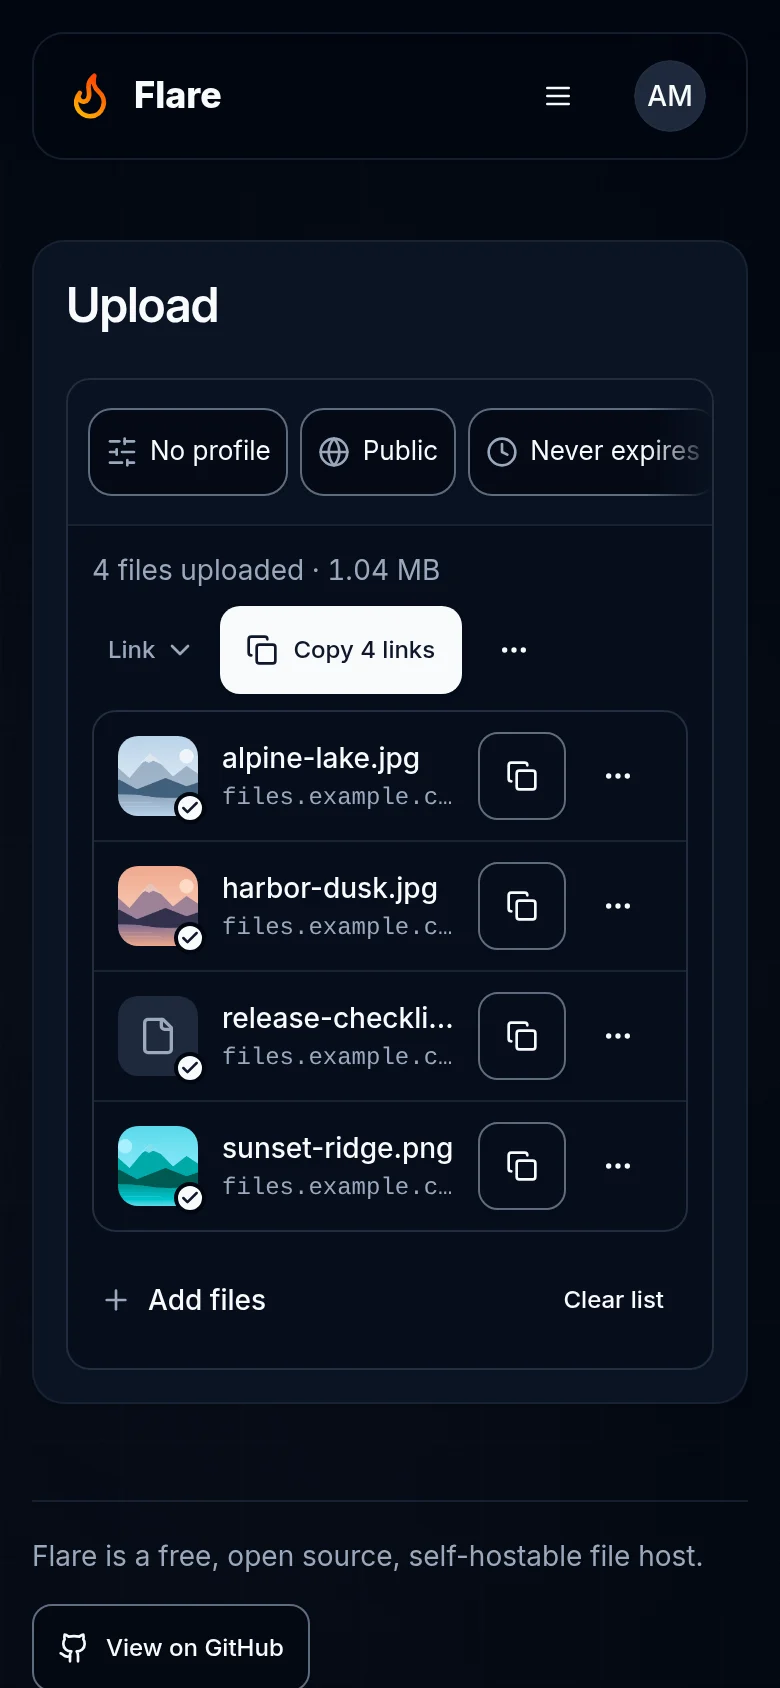 Flare
AM
Upload
No profile
Public
Never expires
4 files uploaded · 1.04 MB
Link
Copy 4 links
alpine-lake.jpg
files.example.c…
harbor-dusk.jpg
files.example.c…
release-checkli…
files.example.c…
sunset-ridge.png
files.example.c…
Add files
Clear list
Flare is a free, open source, self-hostable file host.
View on GitHub